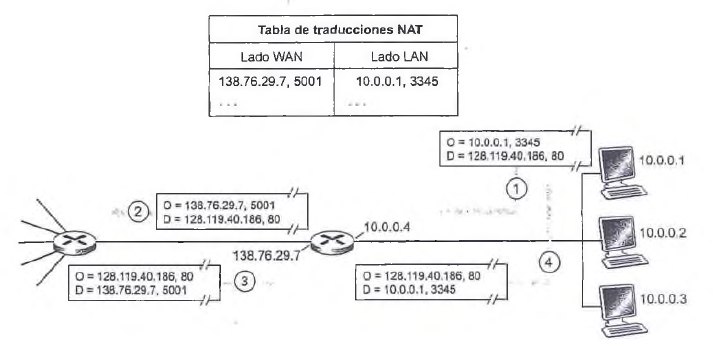 Tabla de traducciones NAT
Lado WAN
Lado LAN
138.76.29.7, 5001
10.0.0.1, 3345
. . .
. . .
O = 10.0.0.1, 3345
D = 128.119.40.186, 80
10.0.0.1
1
O = 138.76.29.7, 5001
D = 128.119.40.186, 80
2
10.0.0.4
10.0.0.2
138.76.29.7
4
O = 128.119.40.186, 80
D = 138.76.29.7, 5001
3
O = 128.119.40.186, 80
D = 10.0.0.1, 3345
10.0.0.3